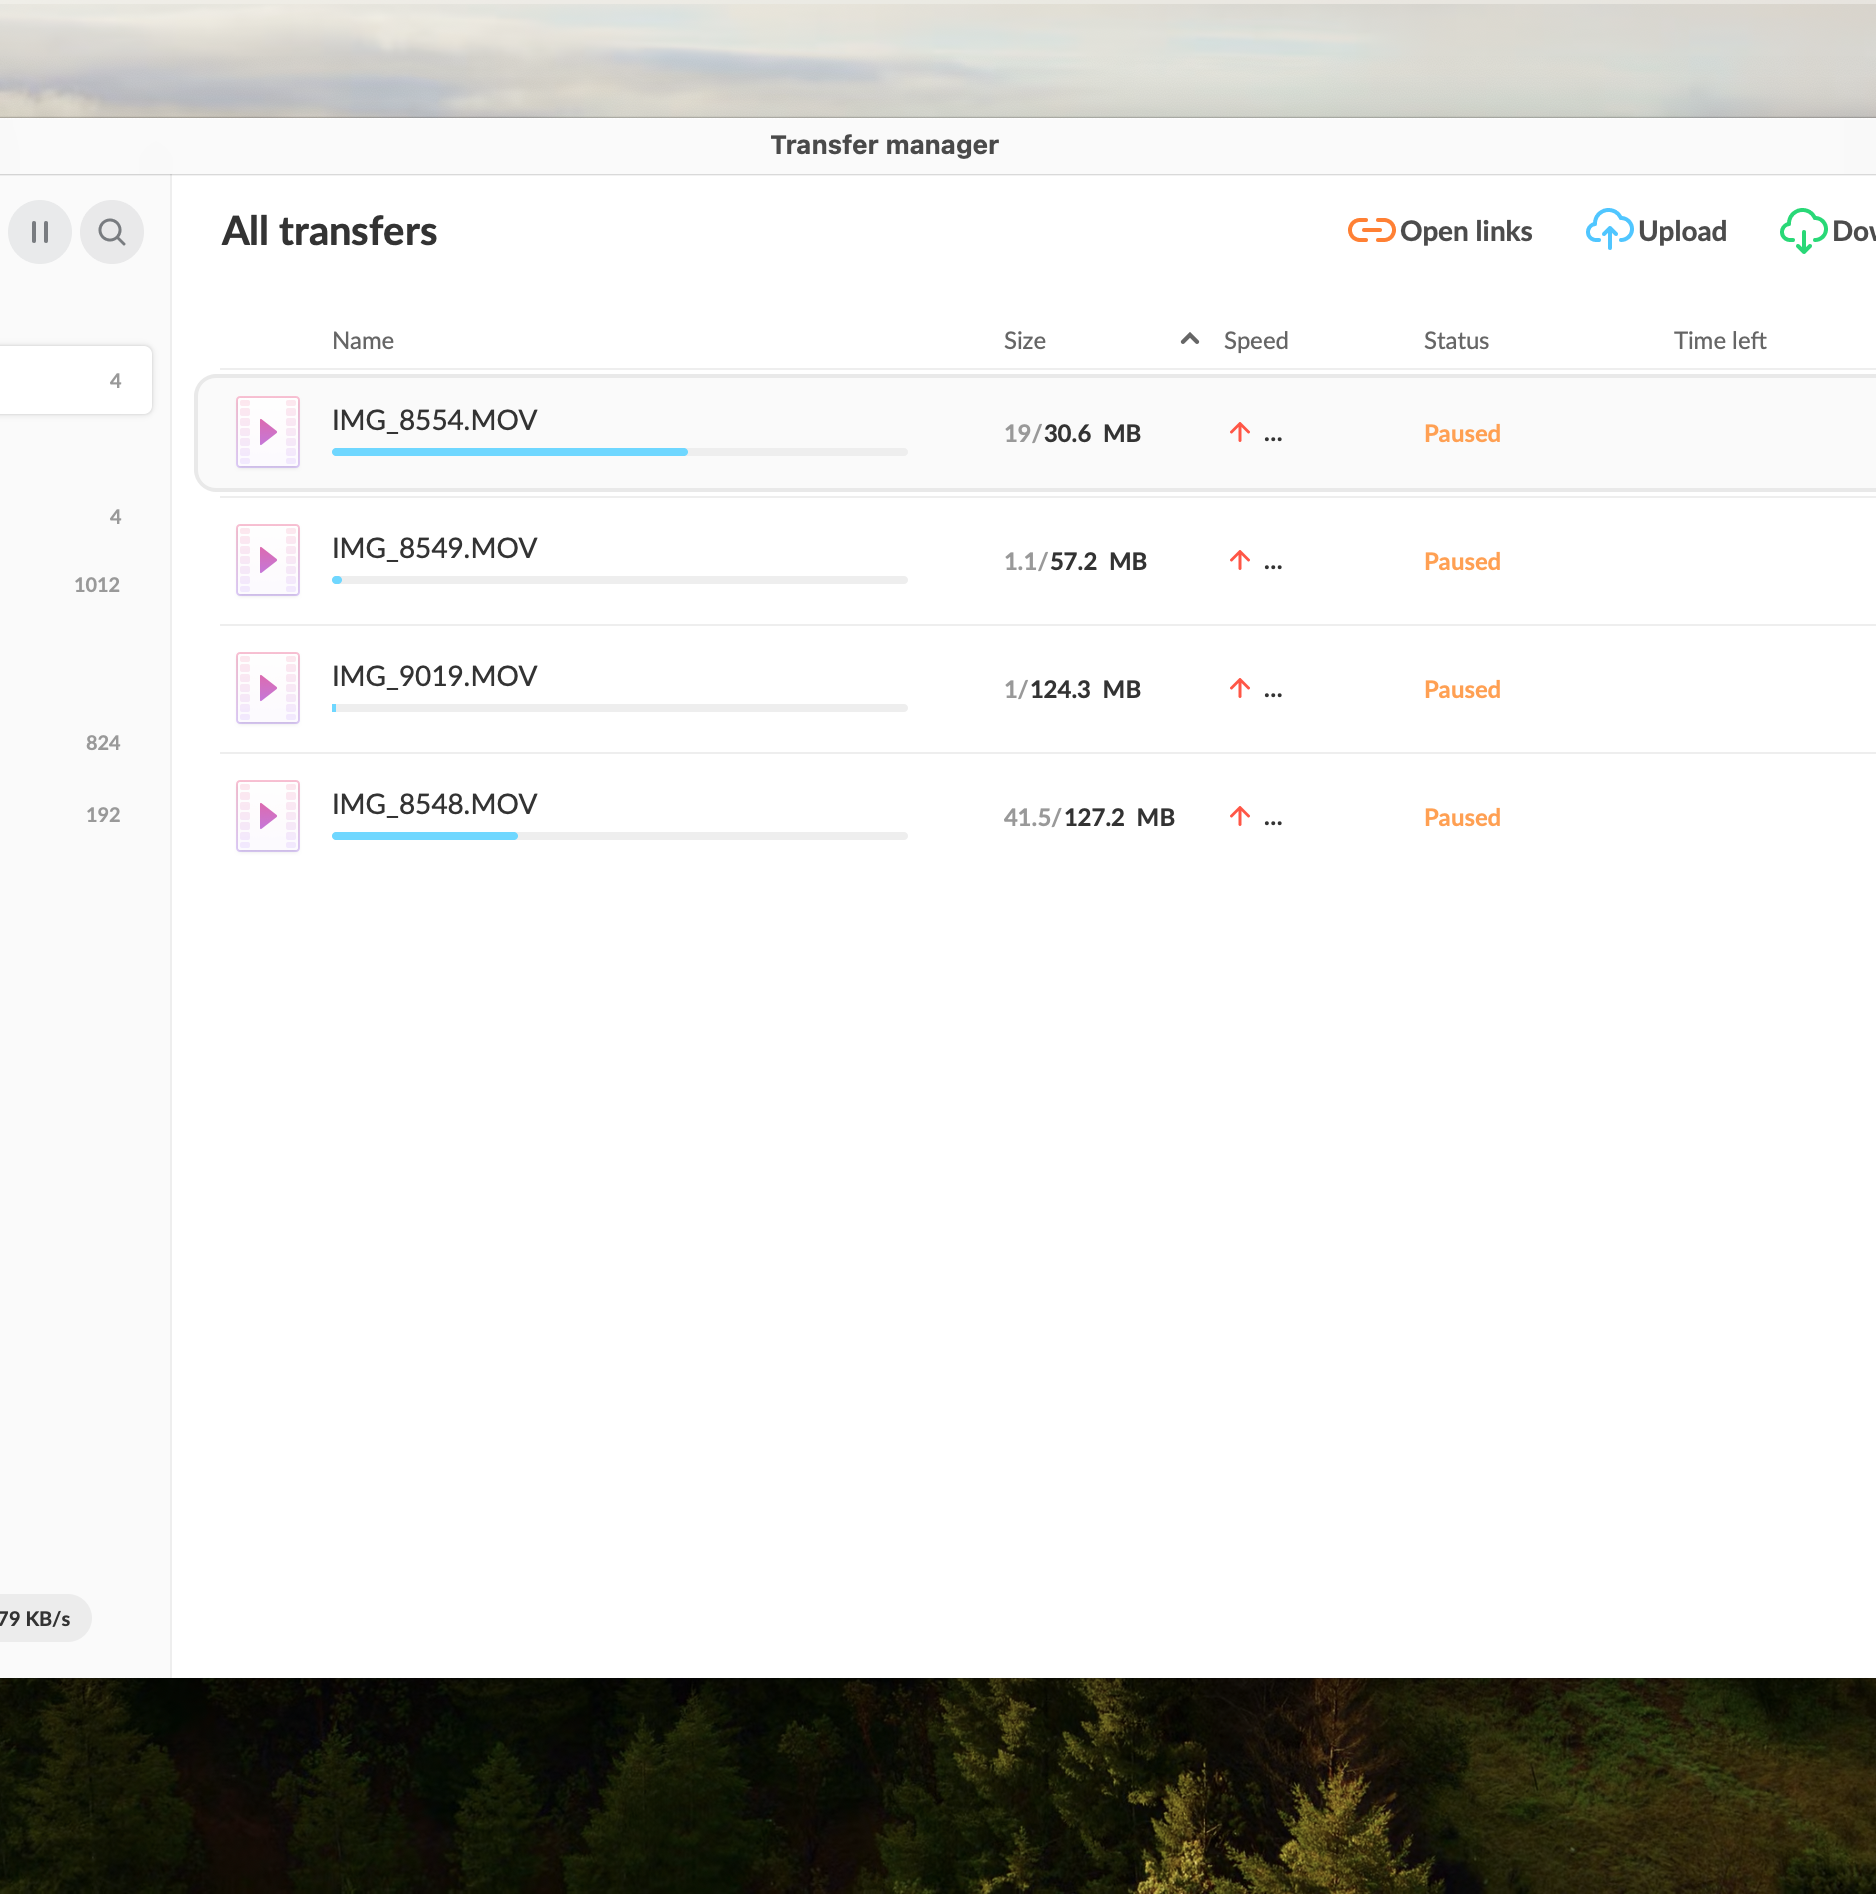 Transfer manager
All transfers
Open links
Upload
Name
Size
Speed
Status
Time left
4
IMG_8554.MOV
19/30.6 MB
...
Paused
4
IMG_8549.MOV
1.1/57.2 MB
...
Paused
1012
IMG_9019.MOV
1/124.3 MB
...
Paused
824
IMG_8548.MOV
41.5/127.2 MB
...
Paused
192
79 KB/s